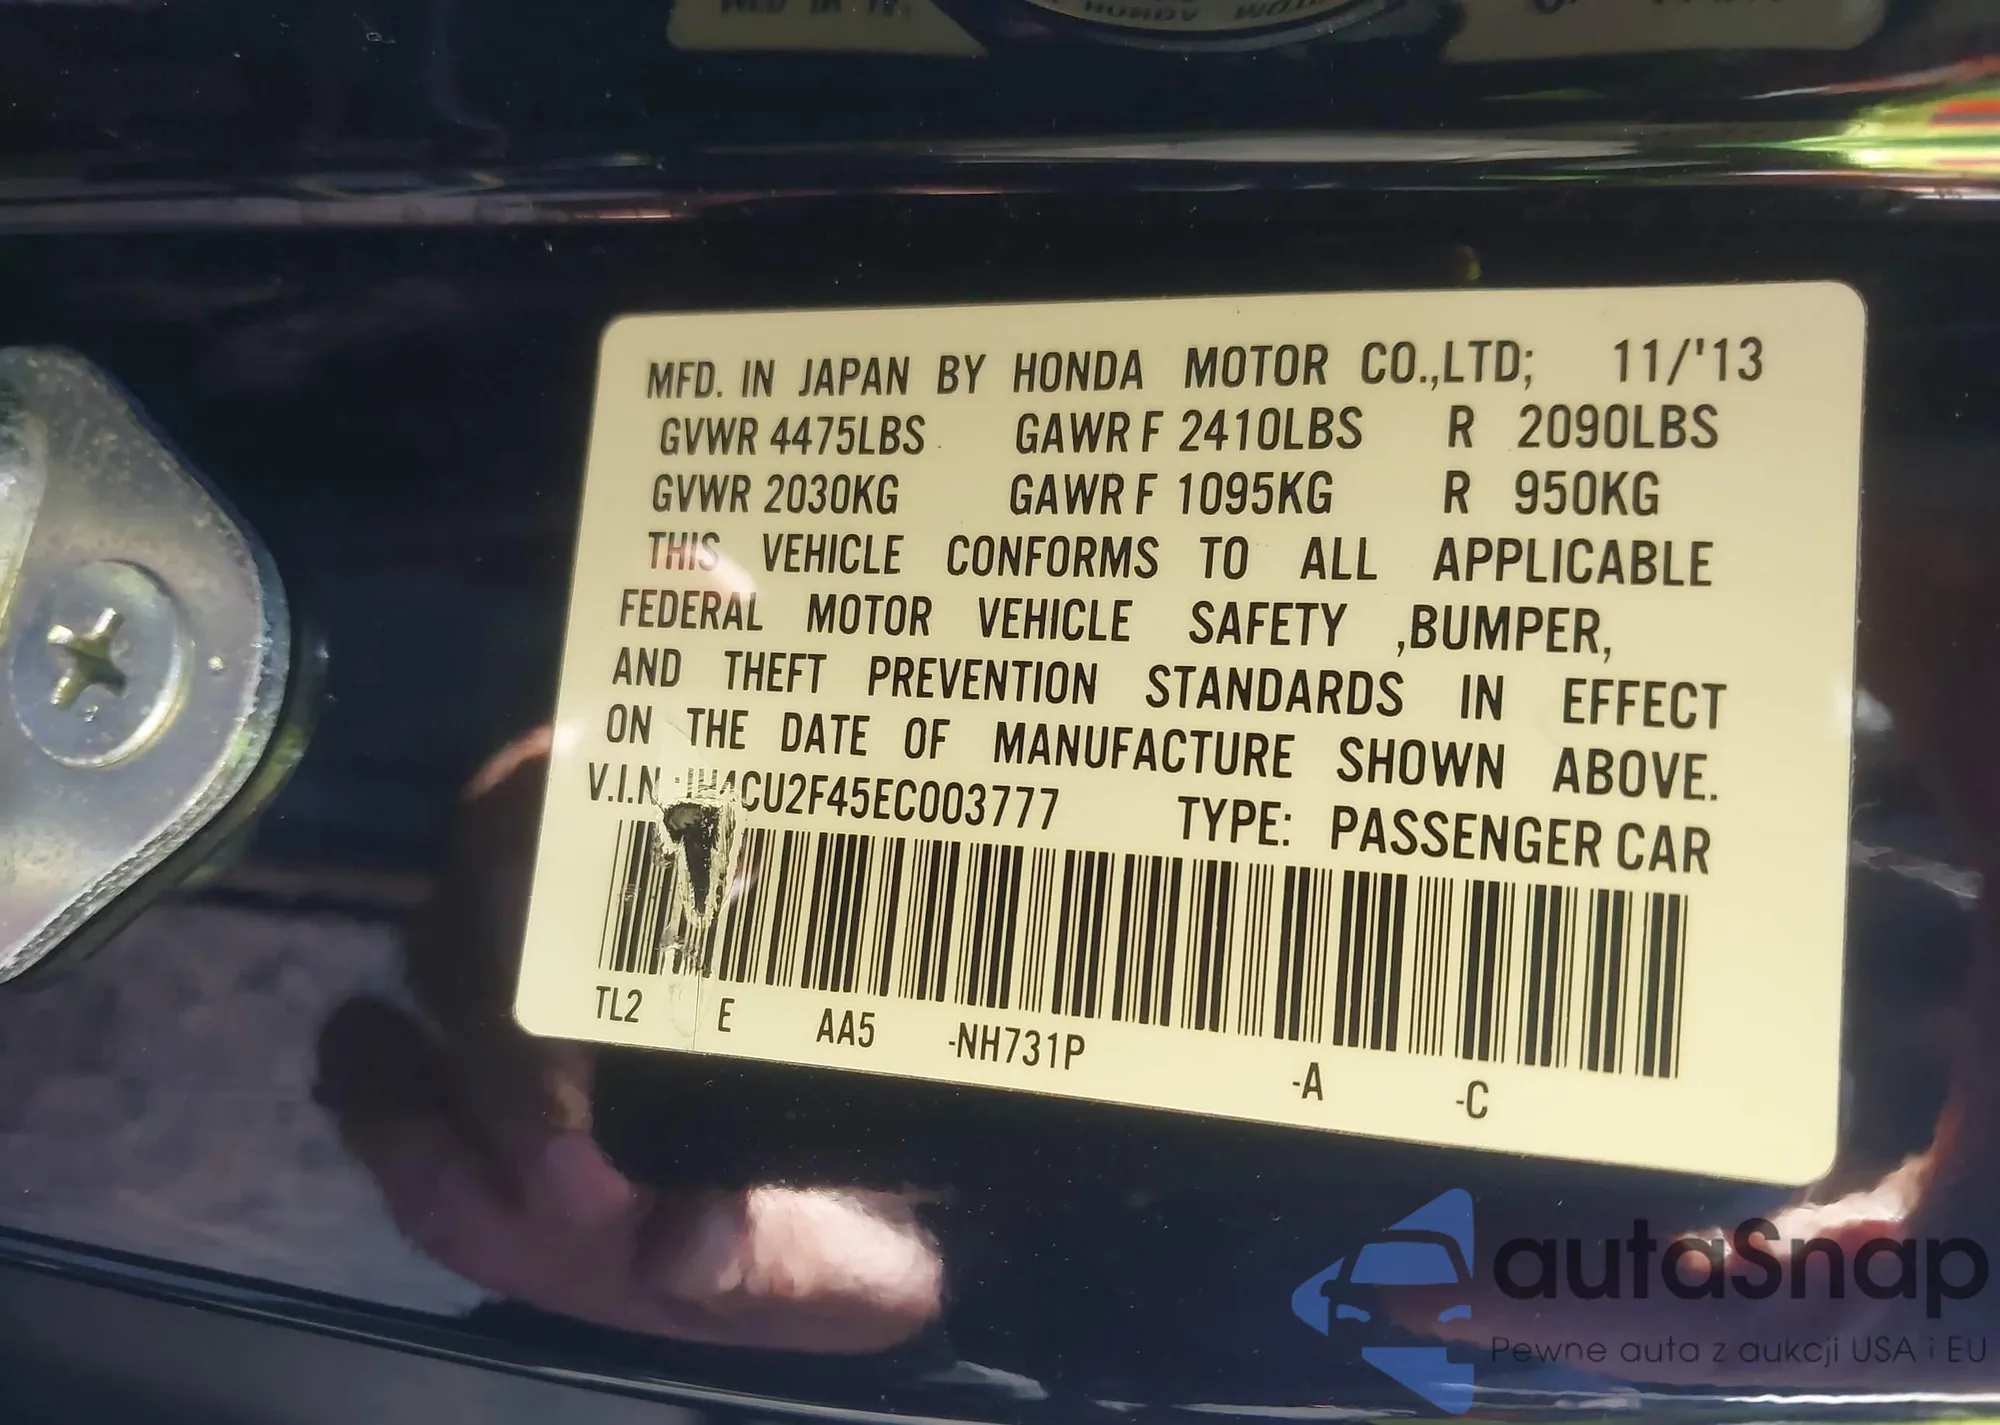 MFD. IN JAPAN BY HONDA MOTOR CO.,LTD; 11/'13
GVWR 4475LBS GAWR F 2410LBS R 2090LBS
GVWR 2030KG GAWR F 1095KG R 950KG
THIS VEHICLE CONFORMS TO ALL APPLICABLE
FEDERAL MOTOR VEHICLE SAFETY ,BUMPER,
AND THEFT PREVENTION STANDARDS IN EFFECT
ON THE DATE OF MANUFACTURE SHOWN ABOVE.
V.I.N. JH4CU2F45EC003777 TYPE: PASSENGER CAR
TL2 E AA5 -NH731P -A -C
autaSnap
Pewne auta z aukcji USA i EU